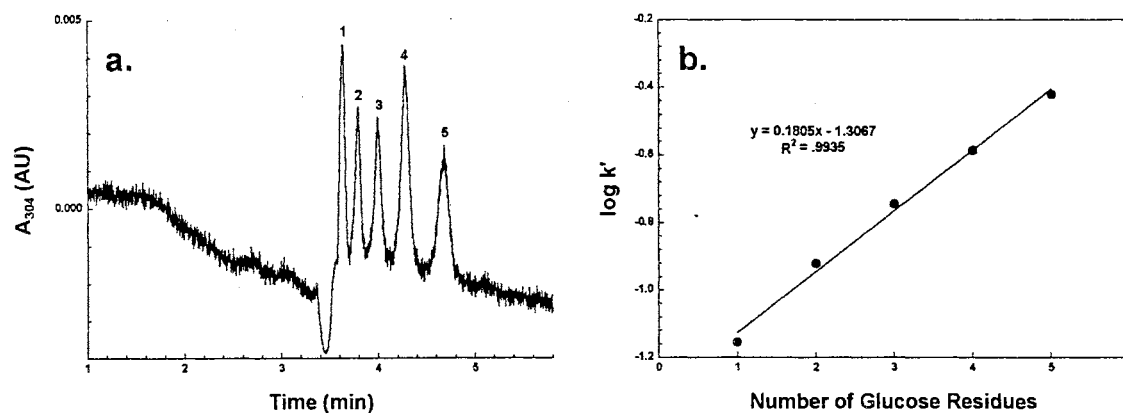 a.
0.005
0.000
A304 (AU)
1
2
3
4
5
1 2 3 4 5
Time (min)
b.
-0.2
-0.4
-0.6
-0.8
-1.0
-1.2
log k'
y = 0.1805x - 1.3067
R² = .9935
0 1 2 3 4 5
Number of Glucose Residues